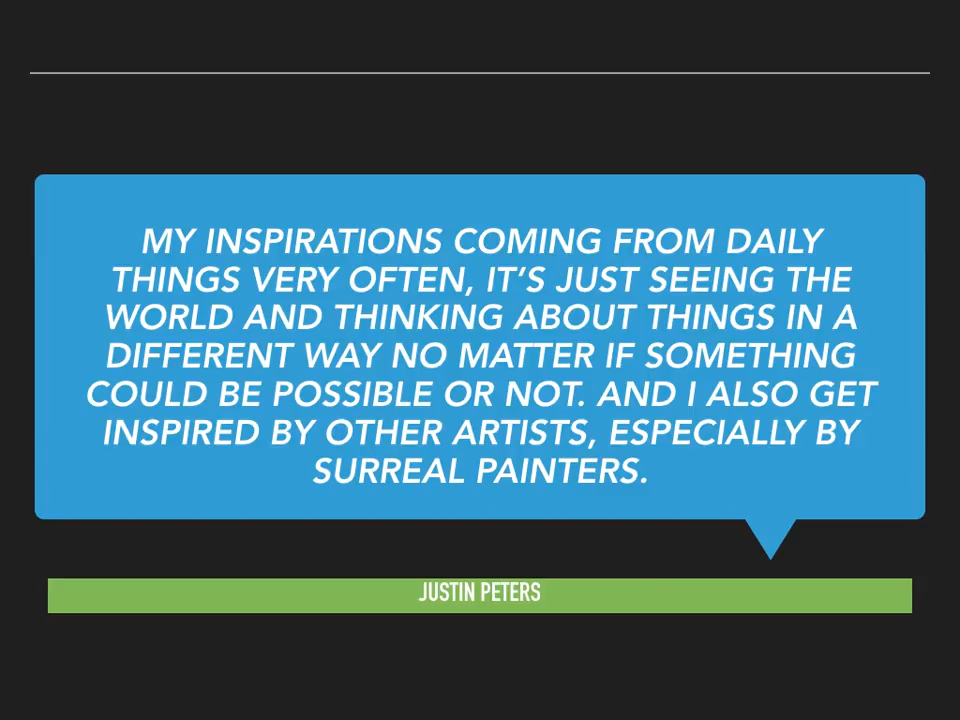 MY INSPIRATIONS COMING FROM DAILY
THINGS VERY OFTEN, IT’S JUST SEEING THE
WORLD AND THINKING ABOUT THINGS IN A
DIFFERENT WAY NO MATTER IF SOMETHING
COULD BE POSSIBLE OR NOT. AND I ALSO GET
INSPIRED BY OTHER ARTISTS, ESPECIALLY BY
SURREAL PAINTERS.
JUSTIN PETERS